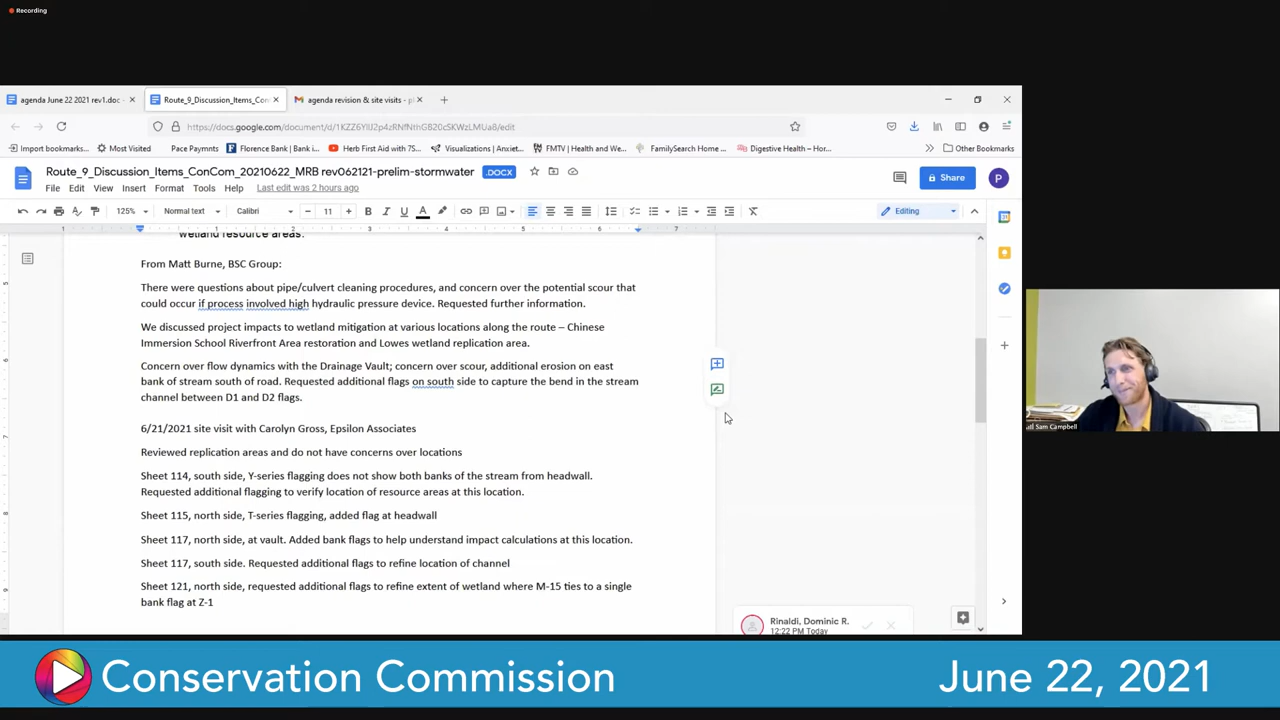 Recording
agenda June 22 2021 rev1.doc
Route_9_Discussion_Items_Con
agenda revision & site visits - pl
https://docs.google.com/document/d/
/edit
Import bookmarks...
Most Visited
Pace Paymnts
Florence Bank | Bank i...
Herb First Aid with 7S...
Visualizations | Anxiet...
FMTV | Health and We...
FamilySearch Home ...
Digestive Health – Hor...
Other Bookmarks
Route_9_Discussion_Items_ConCom_20210622_MRB rev062121-prelim-stormwater
.DOCX
Share
P
File Edit View Insert Format Tools Help Last edit was 2 hours ago
125% Normal text Calibri 11 B I U A Editing
1 1 2 3 4 5 6 7
wetland resource areas.
From Matt Burne, BSC Group:
There were questions about pipe/culvert cleaning procedures, and concern over the potential scour that
could occur if process involved high hydraulic pressure device. Requested further information.
We discussed project impacts to wetland mitigation at various locations along the route – Chinese
Immersion School Riverfront Area restoration and Lowes wetland replication area.
Concern over flow dynamics with the Drainage Vault; concern over scour, additional erosion on east
bank of stream south of road. Requested additional flags on south side to capture the bend in the stream
channel between D1 and D2 flags.
6/21/2021 site visit with Carolyn Gross, Epsilon Associates
Reviewed replication areas and do not have concerns over locations
Sheet 114, south side, Y-series flagging does not show both banks of the stream from headwall.
Requested additional flagging to verify location of resource areas at this location.
Sheet 115, north side, T-series flagging, added flag at headwall
Sheet 117, north side, at vault. Added bank flags to help understand impact calculations at this location.
Sheet 117, south side. Requested additional flags to refine location of channel
Sheet 121, north side, requested additional flags to refine extent of wetland where M-15 ties to a single
bank flag at Z-1
Rinaldi, Dominic R.
12:22 PM Today
Sam Campbell
Conservation Commission
June 22, 2021